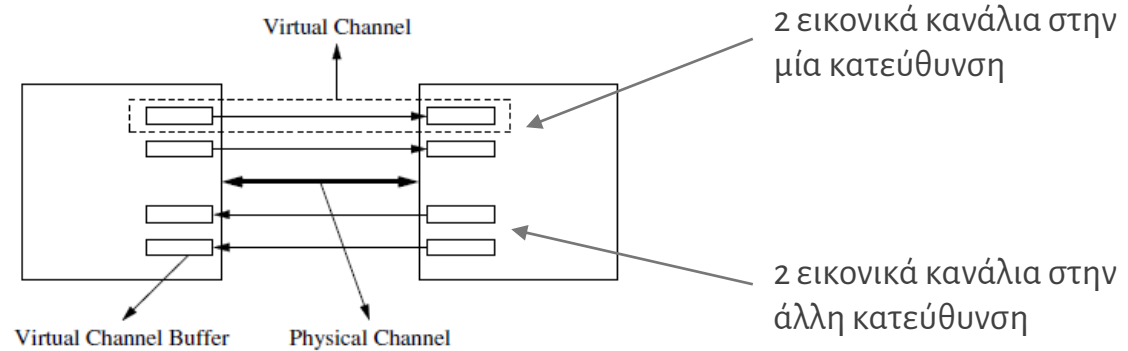 Virtual Channel
2 εικονικά κανάλια στην
μία κατεύθυνση
2 εικονικά κανάλια στην
άλλη κατεύθυνση
Virtual Channel Buffer
Physical Channel